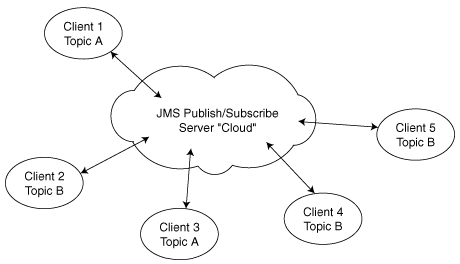 Client 1
Topic A
JMS Publish/Subscribe
Server "Cloud"
Client 5
Topic B
Client 2
Topic B
Client 3
Topic A
Client 4
Topic B